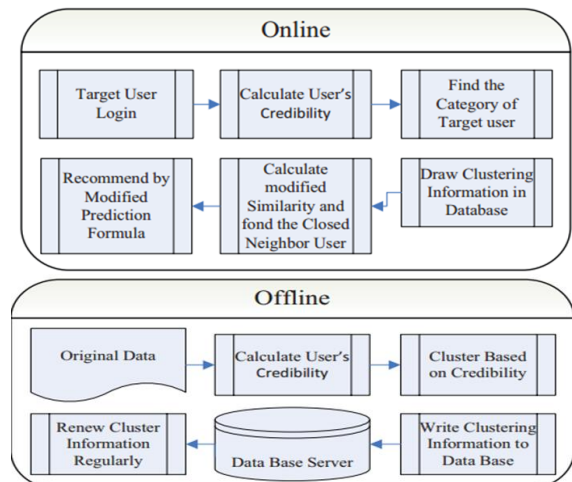 Online
Target User
Login
Calculate User's
Credibility
Find the
Category of
Target user
Recommend by
Modified
Prediction
Formula
Calculate
modified
Similarity and
fond the Closed
Neighbor User
Draw Clustering
Information in
Database
Offline
Original Data
Calculate User's
Credibility
Cluster Based
on Credibility
Renew Cluster
Information
Regularly
Data Base Server
Write Clustering
Information to
Data Base